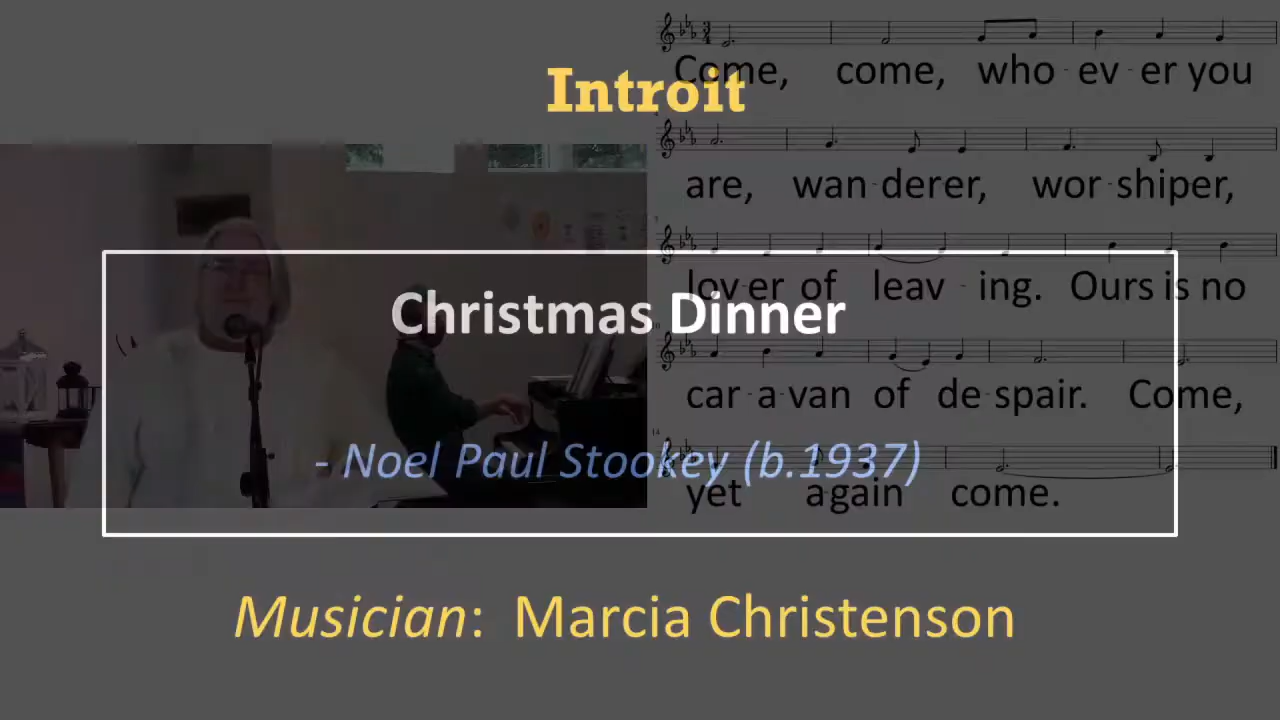 Introit
Christmas Dinner
- Noel Paul Stookey (b.1937)
Musician: Marcia Christenson
Come, come, who - ev - er you
are, wan - derer, wor - shiper,
lov - er of leav - ing. Ours is no
car - a - van of de - spair. Come,
yet again come.